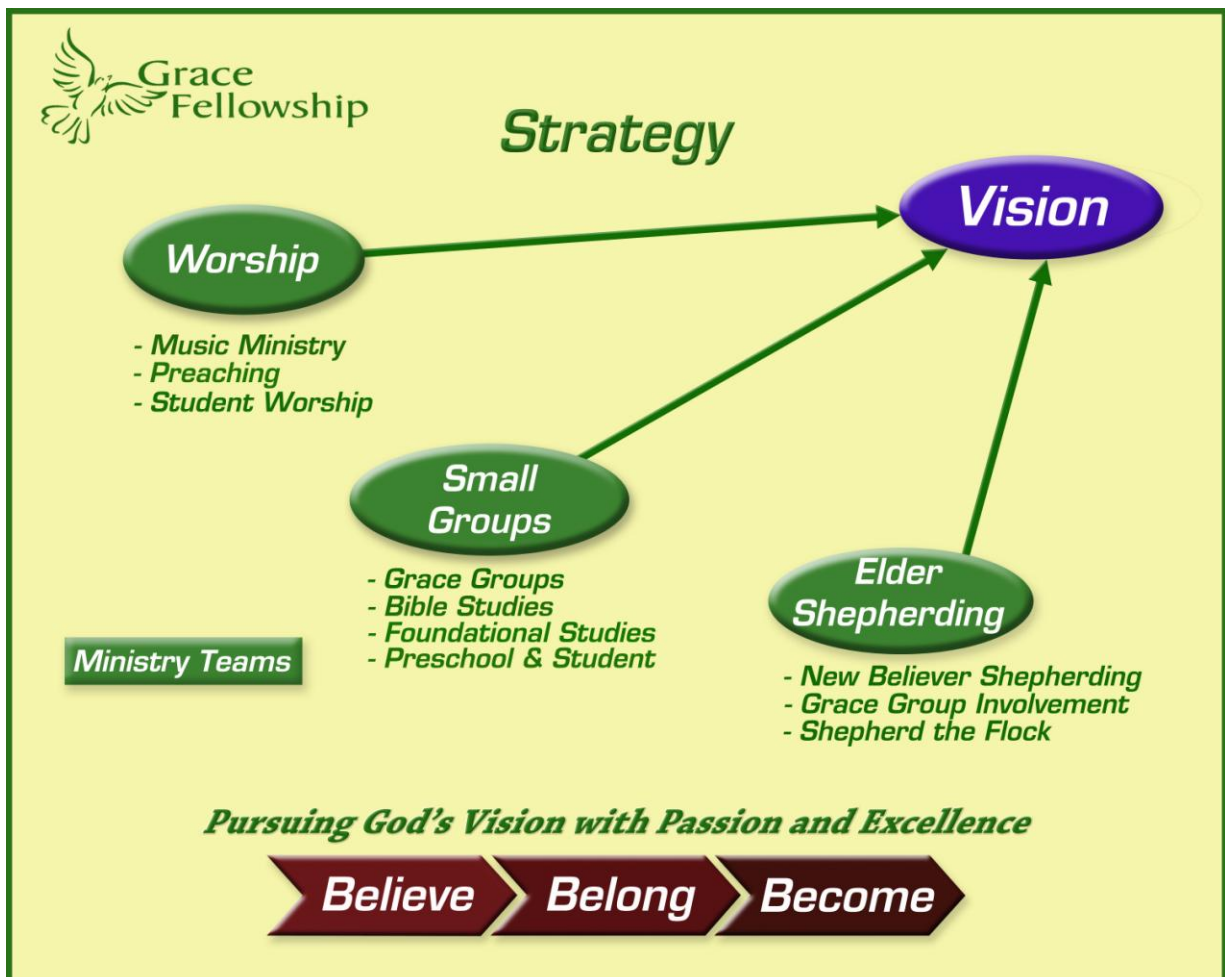 Grace
Fellowship
Strategy
Vision
Worship
- Music Ministry
- Preaching
- Student Worship
Small
Groups
- Grace Groups
- Bible Studies
- Foundational Studies
- Preschool & Student
Elder
Shepherding
- New Believer Shepherding
- Grace Group Involvement
- Shepherd the Flock
Ministry Teams
Pursuing God's Vision with Passion and Excellence
Believe
Belong
Become